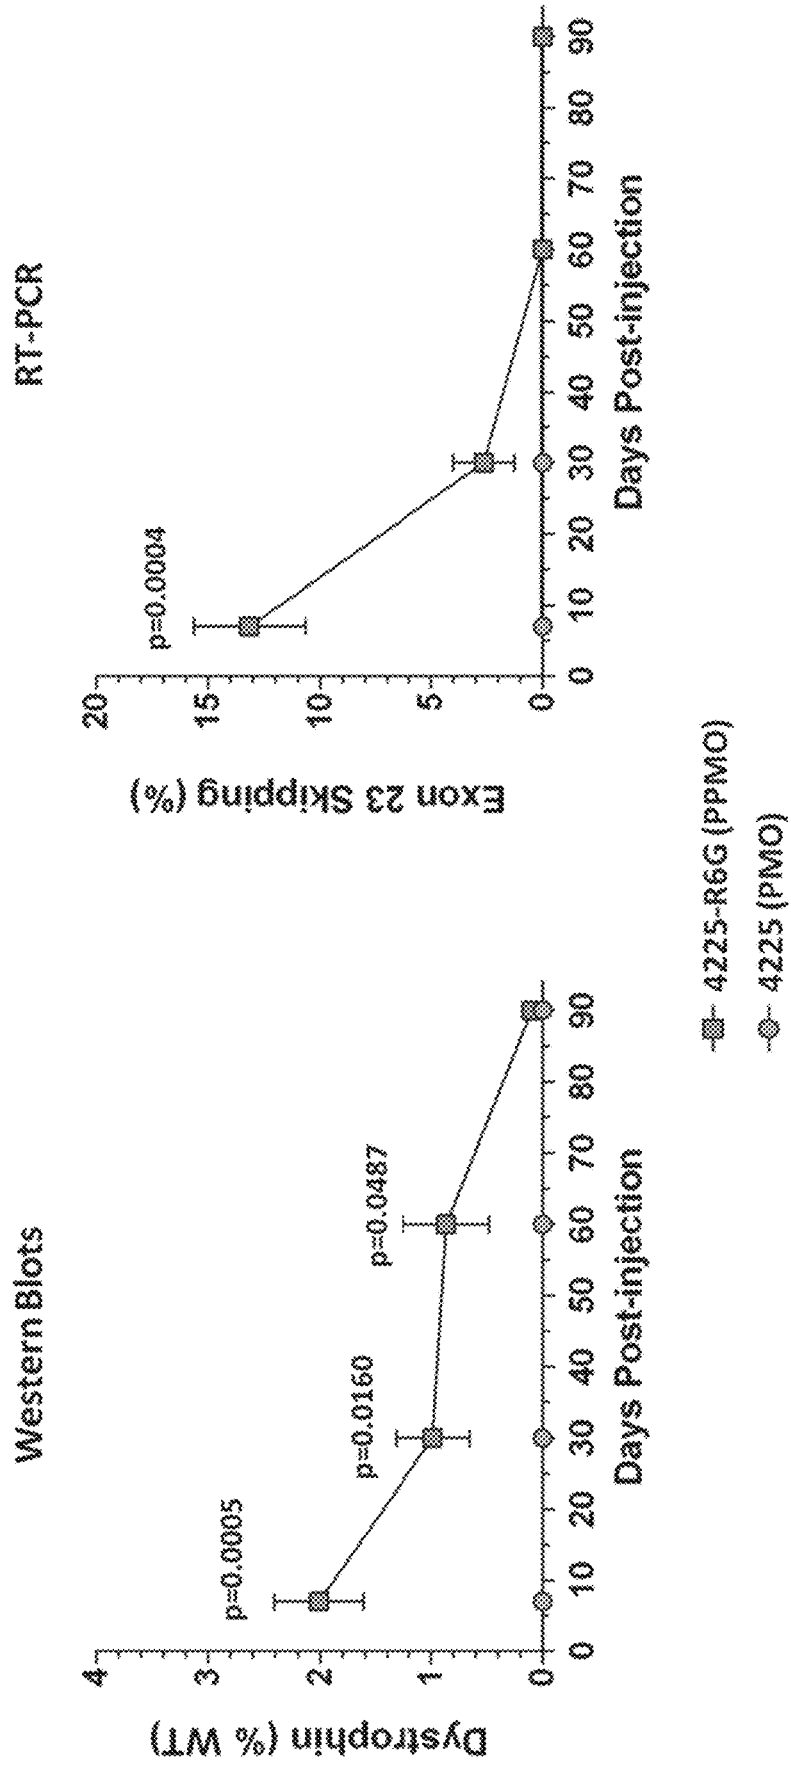 Western Blots
Dystrophin (% WT)
4
3
2
1
0
p=0.0005
p=0.0160
p=0.0487
0 10 20 30 40 50 60 70 80 90
Days Post-injection
RT-PCR
Exon 23 Skipping (%)
20
15
10
5
0
p=0.0004
0 10 20 30 40 50 60 70 80 90
Days Post-injection
4225-R6G (PPMO)
4225 (PMO)